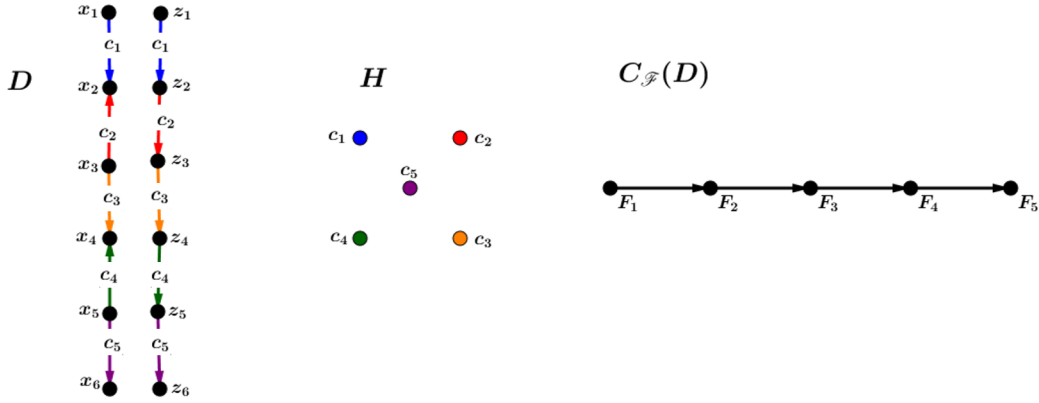 x₁ z₁
c₁ c₁
D x₂ z₂
c₂ c₂
x₃ z₃
c₃ c₃
x₄ z₄
c₄ c₄
x₅ z₅
c₅ c₅
x₆ z₆
H
c₁ c₂
c₅
c₄ c₃
C_ℱ(D)
F₁ F₂ F₃ F₄ F₅